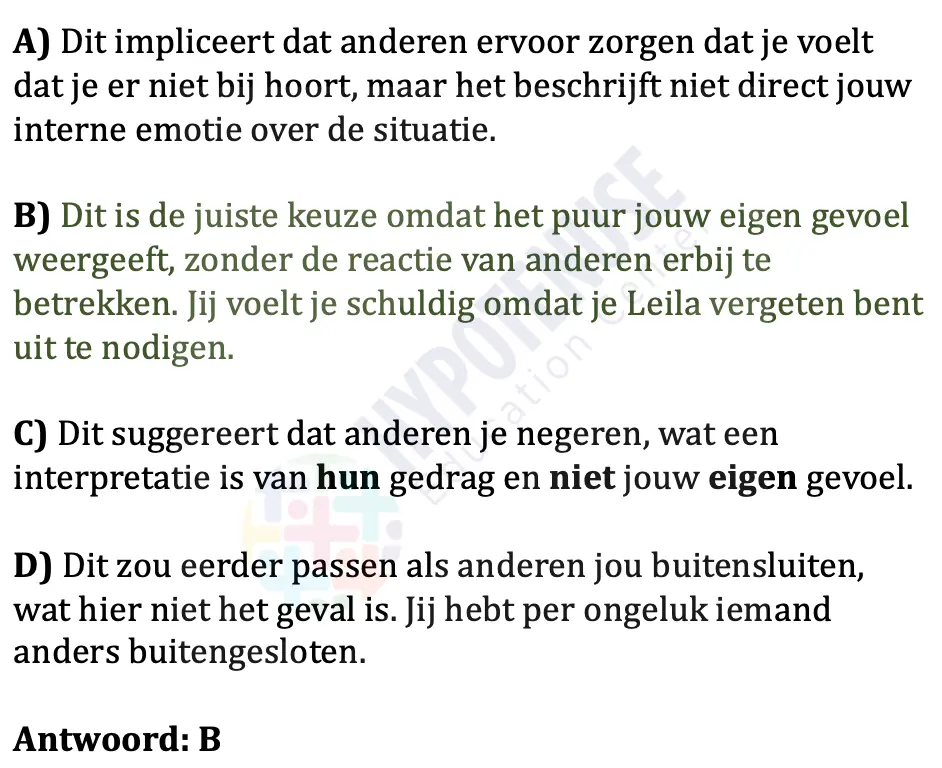 A) Dit impliceert dat anderen ervoor zorgen dat je voelt
dat je er niet bij hoort, maar het beschrijft niet direct jouw
interne emotie over de situatie.
B) Dit is de juiste keuze omdat het puur jouw eigen gevoel
weergeeft, zonder de reactie van anderen erbij te
betrekken. Jij voelt je schuldig omdat je Leila vergeten bent
uit te nodigen.
C) Dit suggereert dat anderen je negeren, wat een
interpretatie is van hun gedrag en niet jouw eigen gevoel.
D) Dit zou eerder passen als anderen jou buitensluiten,
wat hier niet het geval is. Jij hebt per ongeluk iemand
anders buitengesloten.
Antwoord: B
HYPOTENUSE
Education Center